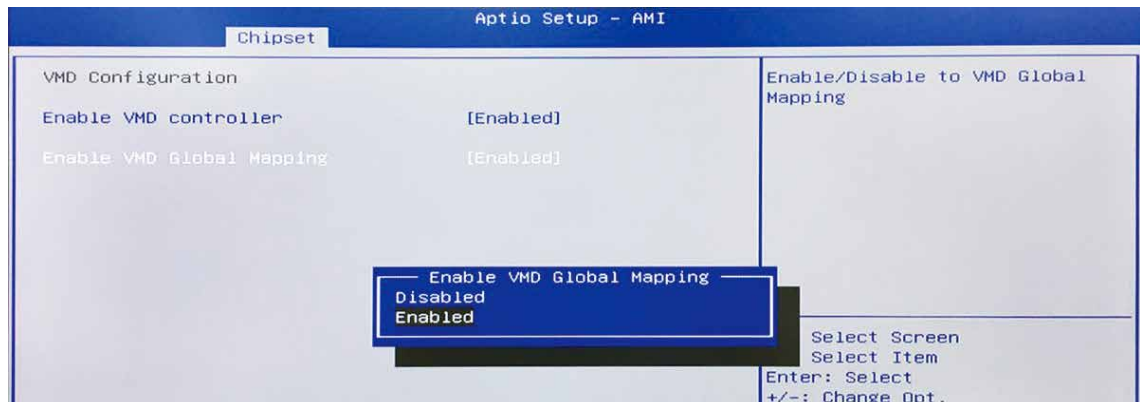 Aptio Setup - AMI
Chipset
VMD Configuration
Enable VMD controller [Enabled]
Enable VMD Global Mapping [Enabled]
Enable/Disable to VMD Global
Mapping
Enable VMD Global Mapping
Disabled
Enabled
Select Screen
Select Item
Enter: Select
+/-: Change Opt.